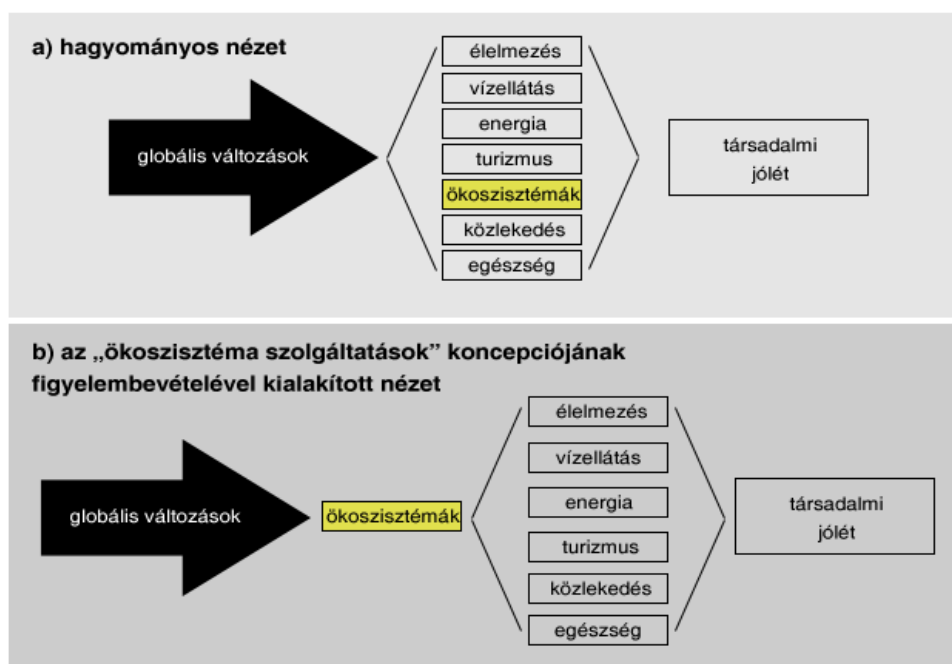 a) hagyományos nézet
globális változások
élelmezés
vízellátás
energia
turizmus
ökoszisztémák
közlekedés
egészség
társadalmi
jólét
b) az „ökoszisztéma szolgáltatások” koncepciójának
figyelembevételével kialakított nézet
globális változások
ökoszisztémák
élelmezés
vízellátás
energia
turizmus
közlekedés
egészség
társadalmi
jólét